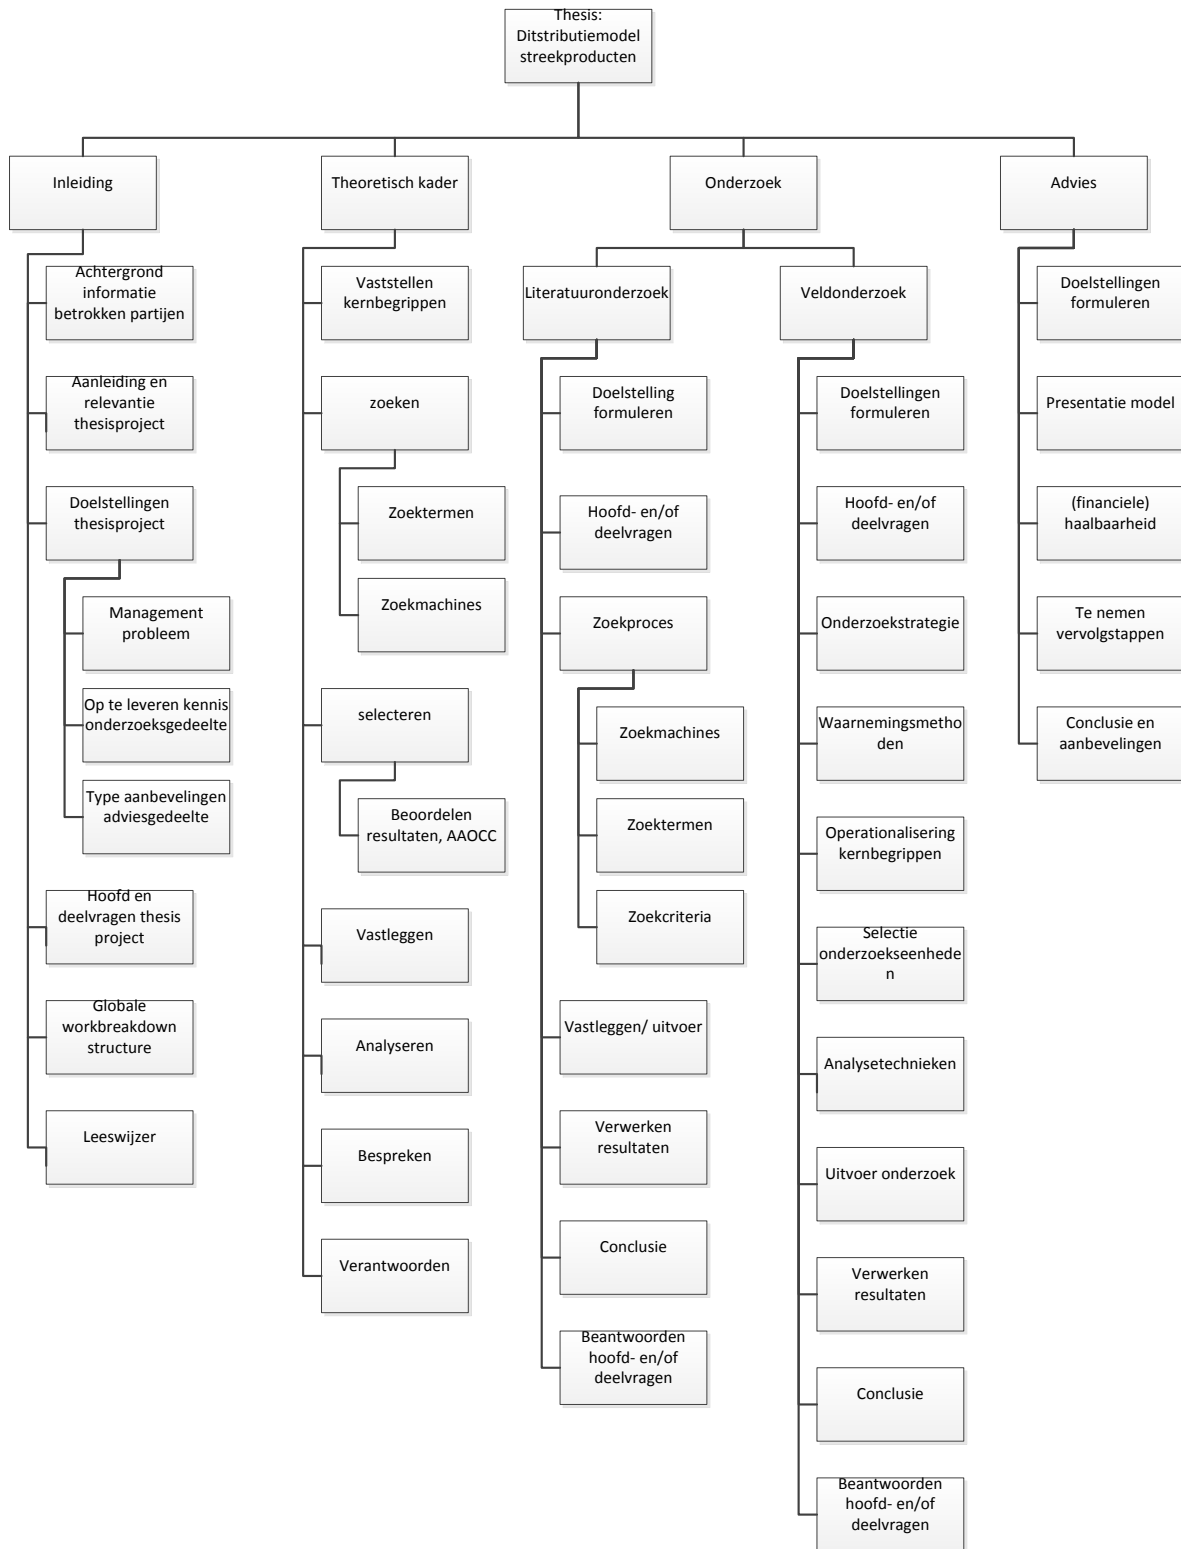 Thesis:
Ditstributiemodel
streekproducten
Inleiding
Theoretisch kader
Onderzoek
Advies
Achtergrond
informatie
betrokken partijen
Aanleiding en
relevantie
thesisproject
Doelstellingen
thesisproject
Management
probleem
Op te leveren kennis
onderzoeksgedeelte
Type aanbevelingen
adviesgedeelte
Hoofd en
deelvragen thesis
project
Globale
workbreakdown
structure
Leeswijzer
Vaststellen
kernbegrippen
zoeken
Zoektermen
Zoekmachines
selecteren
Beoordelen
resultaten, AAOCC
Vastleggen
Analyseren
Bespreken
Verantwoorden
Literatuuronderzoek
Doelstelling
formuleren
Hoofd- en/of
deelvragen
Zoekproces
Zoekmachines
Zoektermen
Zoekcriteria
Vastleggen/ uitvoer
Verwerken
resultaten
Conclusie
Beantwoorden
hoofd- en/of
deelvragen
Veldonderzoek
Doelstellingen
formuleren
Hoofd- en/of
deelvragen
Onderzoekstrategie
Waarnemingsmetho
den
Operationalisering
kernbegrippen
Selectie
onderzoekseenhede
n
Analysetechnieken
Uitvoer onderzoek
Verwerken
resultaten
Conclusie
Beantwoorden
hoofd- en/of
deelvragen
Doelstellingen
formuleren
Presentatie model
(financiele)
haalbaarheid
Te nemen
vervolgstappen
Conclusie en
aanbevelingen